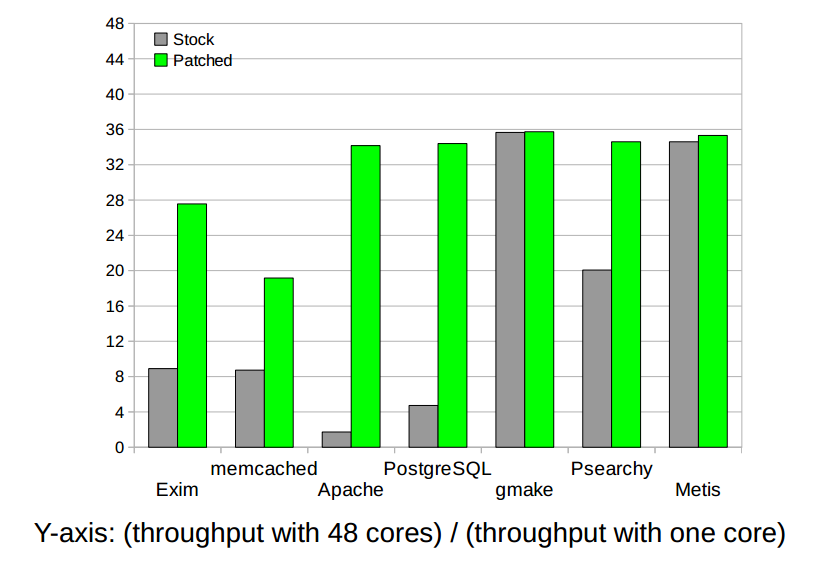 48
44
40
36
32
28
24
20
16
12
8
4
0
Stock
Patched
Exim
memcached
Apache
PostgreSQL
gmake
Psearchy
Metis
Y-axis: (throughput with 48 cores) / (throughput with one core)